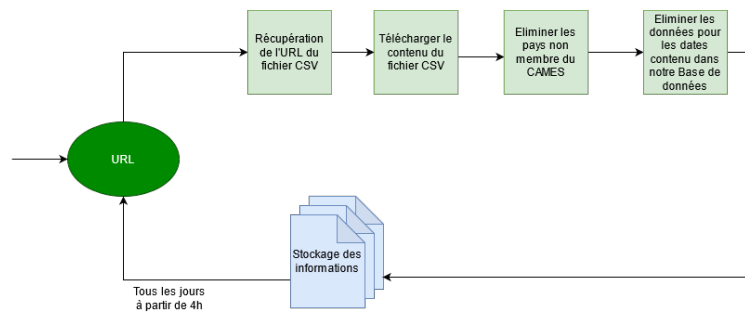 Récupération
de l'URL du
fichier CSV
Télécharger le
contenu du
fichier CSV
Eliminer les
pays non
membre du
CAMES
Eliminer les
données pour
les dates
contenu dans
notre Base de
données
URL
Stockage des
informations
Tous les jours
à partir de 4h